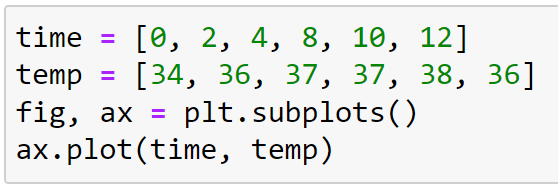 time = [0, 2, 4, 8, 10, 12]
temp = [34, 36, 37, 37, 38, 36]
fig, ax = plt.subplots()
ax.plot(time, temp)